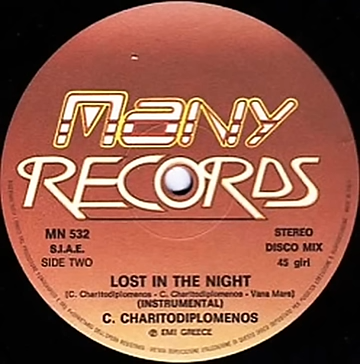 Many
RECORDS
MN 532
S.I.A.E.
SIDE TWO
STEREO
DISCO MIX
45 giri
LOST IN THE NIGHT
[C. Charitodiplomenos - C. Charitodiplomenos - Vana Mara]
(INSTRUMENTAL)
C. CHARITODIPLOMENOS
℗ EMI GREECE